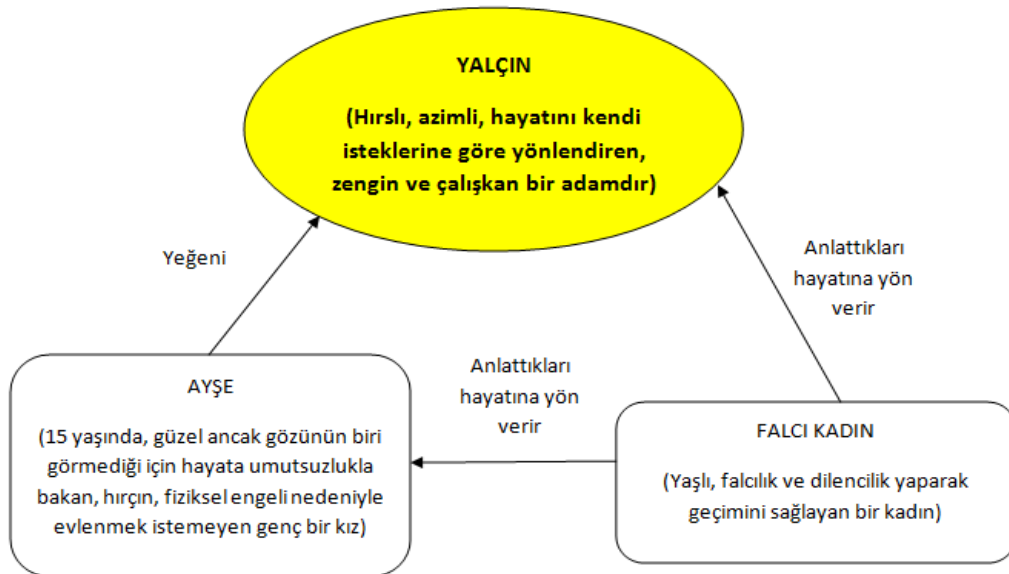 YALÇIN
(Hırslı, azimli, hayatını kendi
isteklerine göre yönlendiren,
zengin ve çalışkan bir adamdır)
Yeğeni
Anlattıkları
hayatına yön
verir
Anlattıkları
hayatına yön
verir
AYŞE
(15 yaşında, güzel ancak gözünün biri
görmediği için hayata umutsuzlukla
bakan, hırçın, fiziksel engeli nedeniyle
evlenmek istemeyen genç bir kız)
FALCI KADIN
(Yaşlı, falcılık ve dilencilik yaparak
geçimini sağlayan bir kadın)